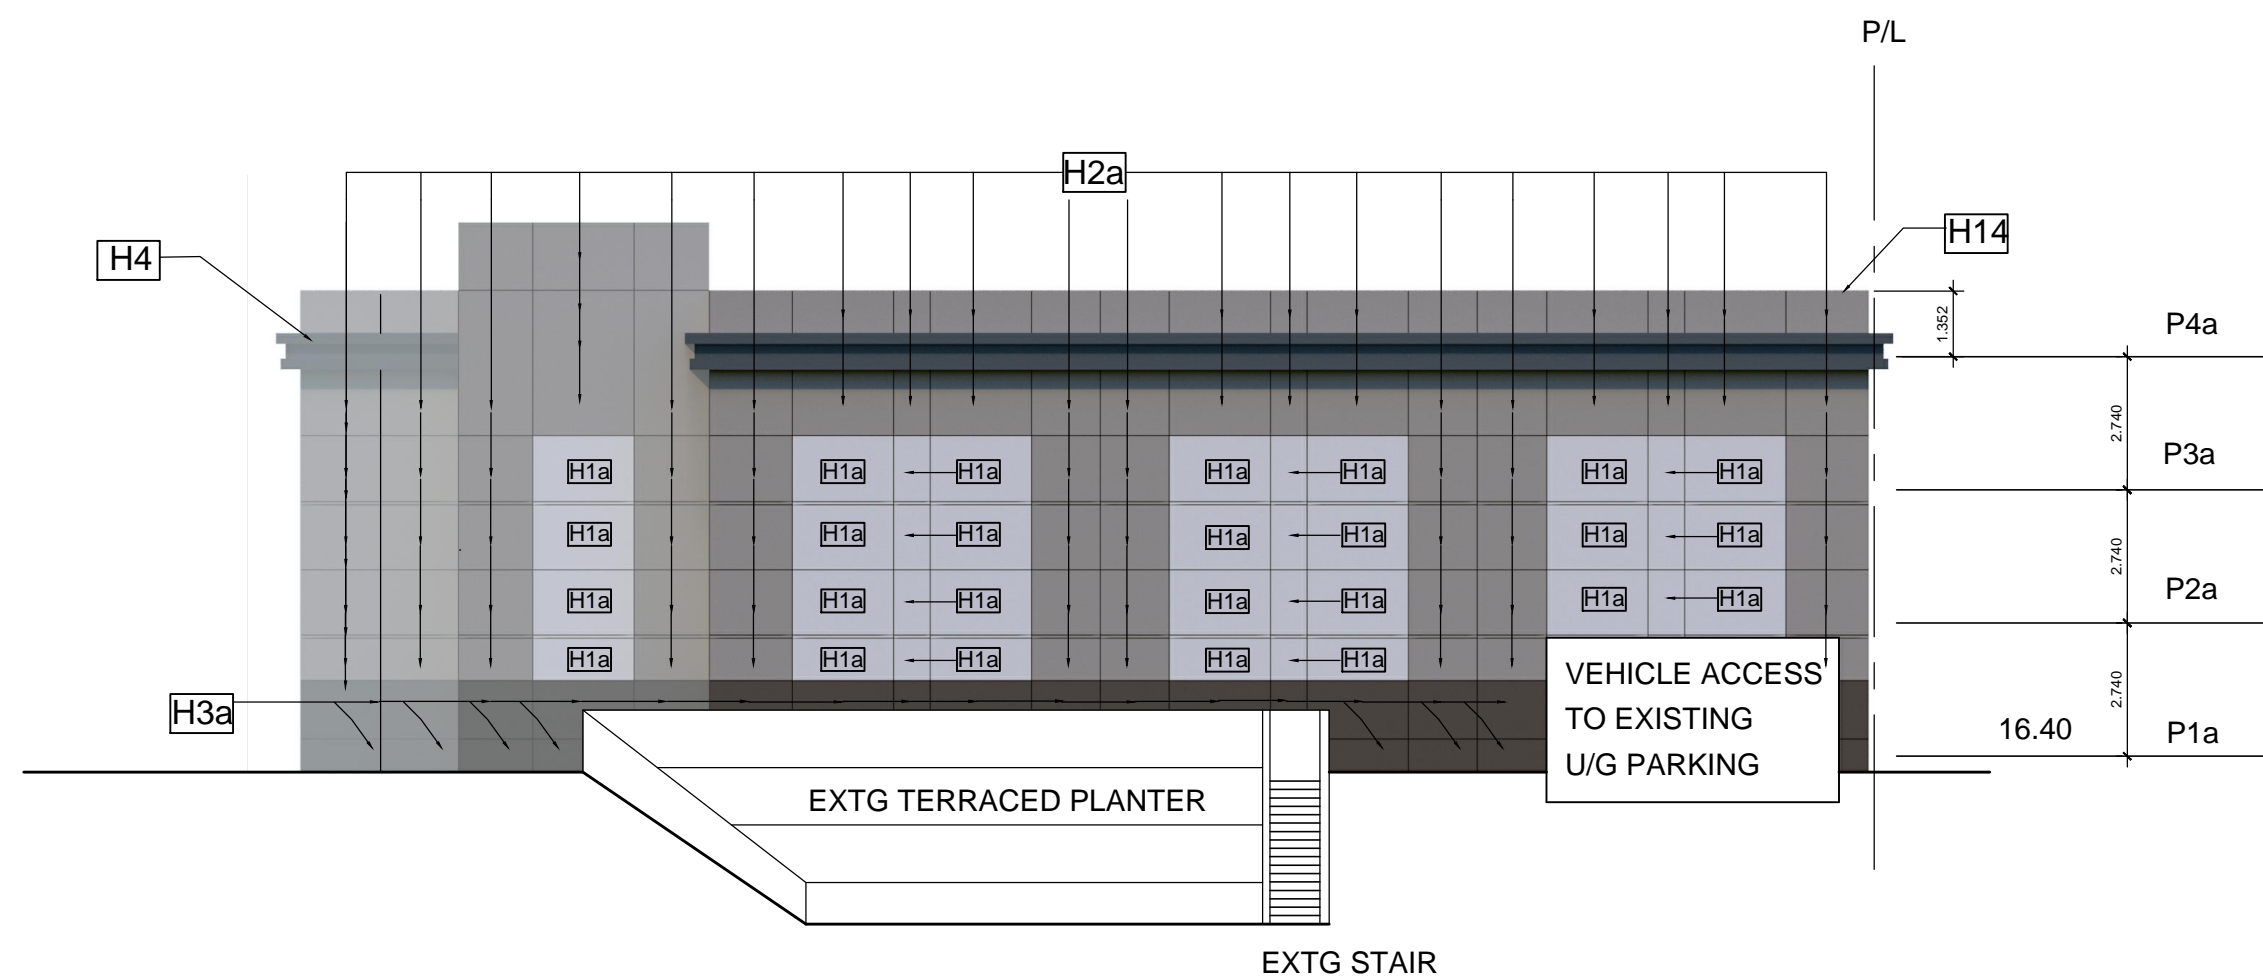 P/L
H2a
H4
H14
1.352
P4a
2.740
P3a
H1a H1a H1a H1a H1a H1a H1a
2.740
H1a H1a H1a H1a H1a H1a H1a
P2a
H1a H1a H1a H1a H1a H1a H1a
2.740
H1a H1a H1a H1a H1a
H3a
VEHICLE ACCESS
TO EXISTING
U/G PARKING
16.40
P1a
EXTG TERRACED PLANTER
EXTG STAIR